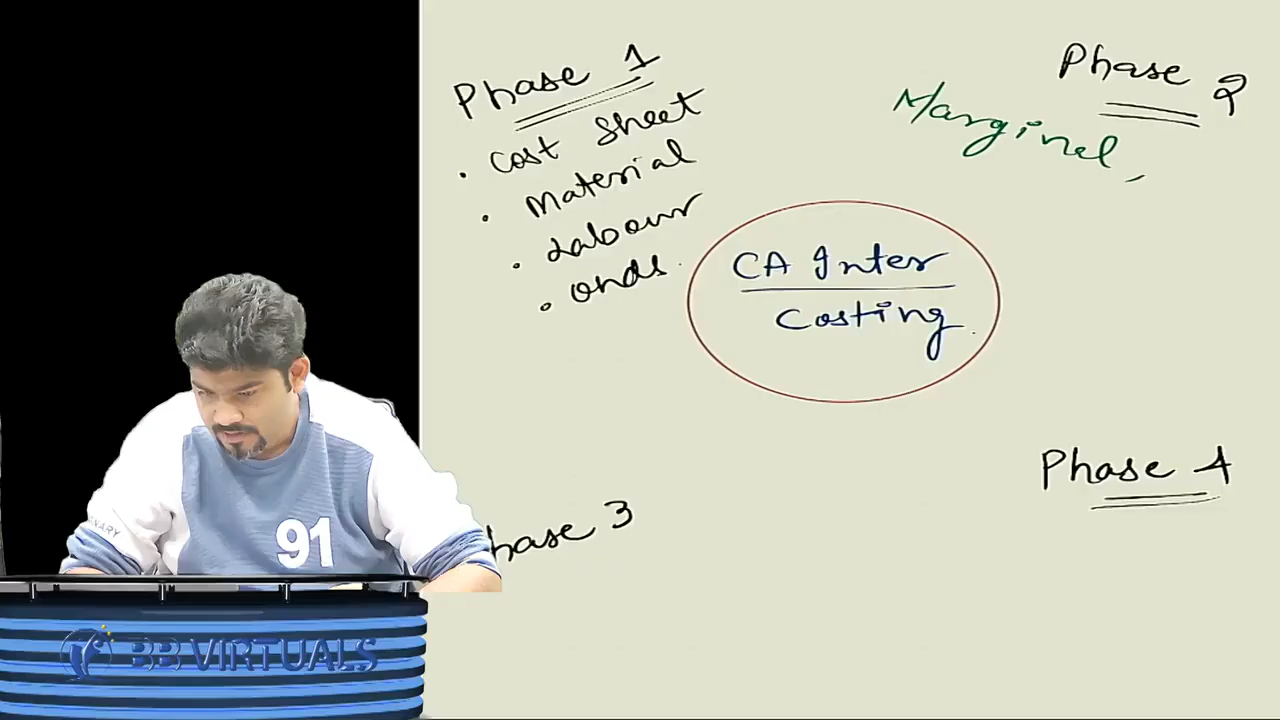 Phase 1
• Cost Sheet
• Material
• Labour
• OHDS.
Phase 2
Marginal,
CA Inter
Costing.
Phase 4
hase 3
NARY
91
BB VIRTUALS